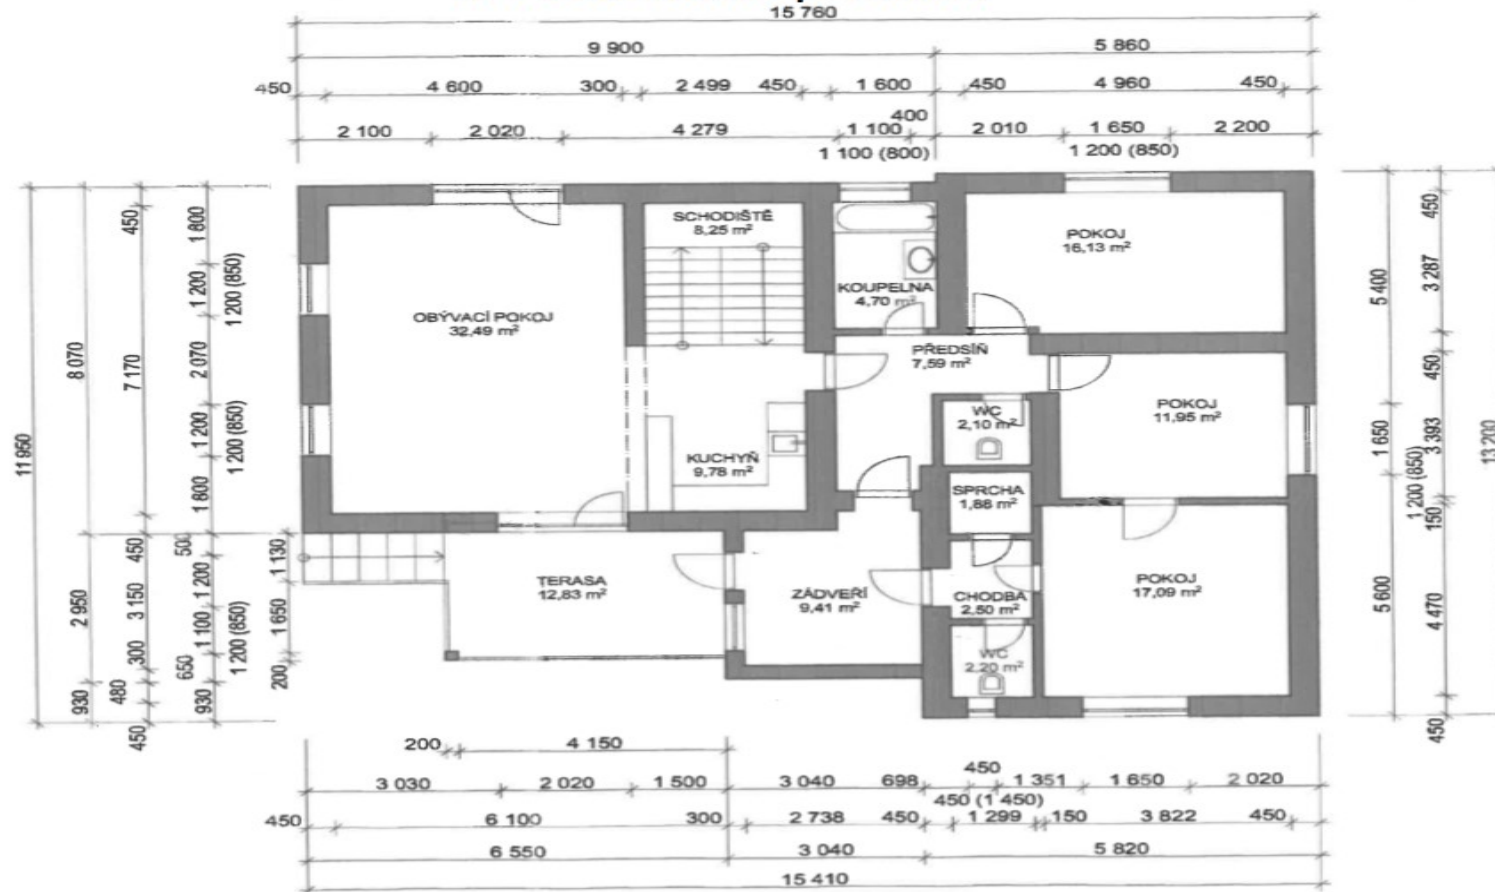 15 760
9 900 5 860
450 4 600 300 2 499 450 1 600 450 4 960 450
400
2 100 2 020 4 279 1 100 2 010 1 650 2 200
1 100 (800) 1 200 (850)
11 950
8 070
2 950
930
450
7 170
450
3 150
300
480
450
1 800
1 200
1 200 (850)
2 070
1 200
1 200 (850)
1 800
500
1 200
1 100
1 200 (850)
650
930
1 130
1 650
200
SCHODIŠTĚ
8,25 m²
OBÝVACÍ POKOJ
32,49 m²
KOUPELNA
4,70 m²
POKOJ
16,13 m²
PŘEDSÍŇ
7,59 m²
POKOJ
11,95 m²
WC
2,10 m²
KUCHYŇ
9,78 m²
SPRCHA
1,88 m²
TERASA
12,83 m²
ZÁDVEŘÍ
9,41 m²
CHODBA
2,50 m²
POKOJ
17,09 m²
WC
2,20 m²
5 400
1 650
1 200 (850)
5 600
450
3 287
450
3 393
150
4 470
450
13 200
200 4 150
450
3 030 2 020 1 500 3 040 698 1 351 1 650 2 020
450 (1 450)
450 6 100 300 2 738 450 1 299 150 3 822 450
6 550 3 040 5 820
15 410